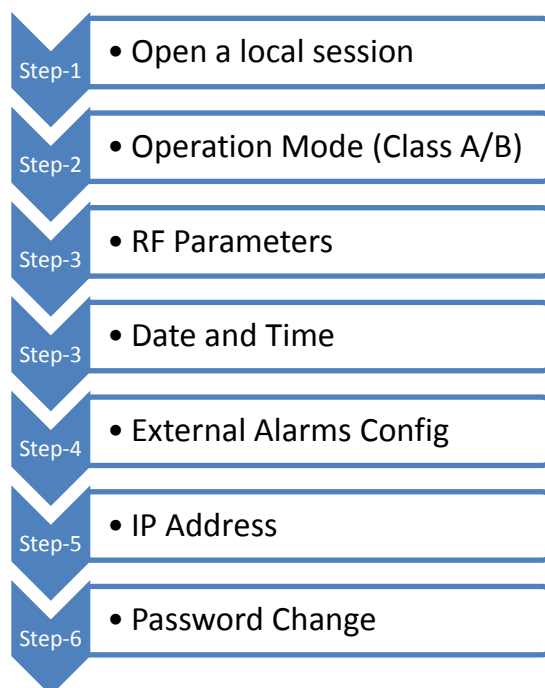 Step-1
• Open a local session
Step-2
• Operation Mode (Class A/B)
Step-3
• RF Parameters
Step-3
• Date and Time
Step-4
• External Alarms Config
Step-5
• IP Address
Step-6
• Password Change